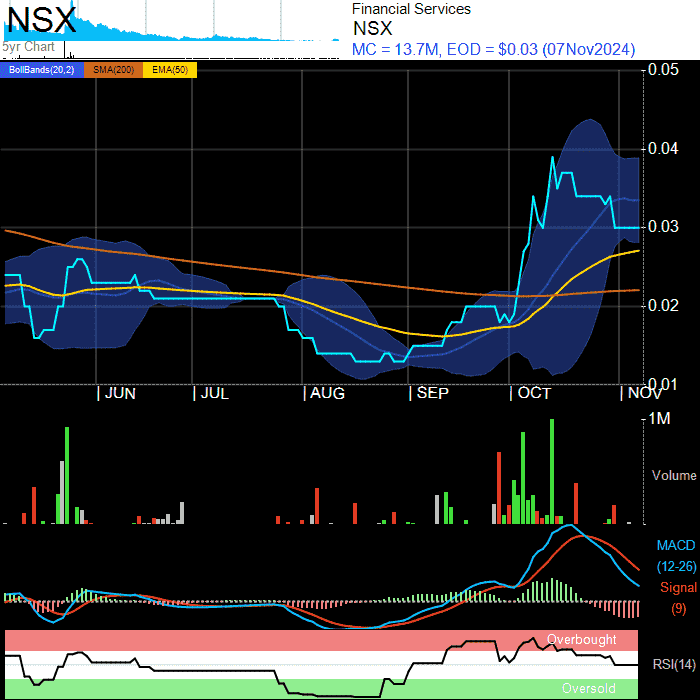 NSX
5yr Chart
Financial Services
NSX
MC = 13.7M, EOD = $0.03 (07Nov2024)
BollBands(20,2) SMA(200) EMA(50)
0.05
0.04
0.03
0.02
0.01
JUN JUL AUG SEP OCT NOV
1M
Volume
MACD
(12-26)
Signal
(9)
Overbought
RSI(14)
Oversold